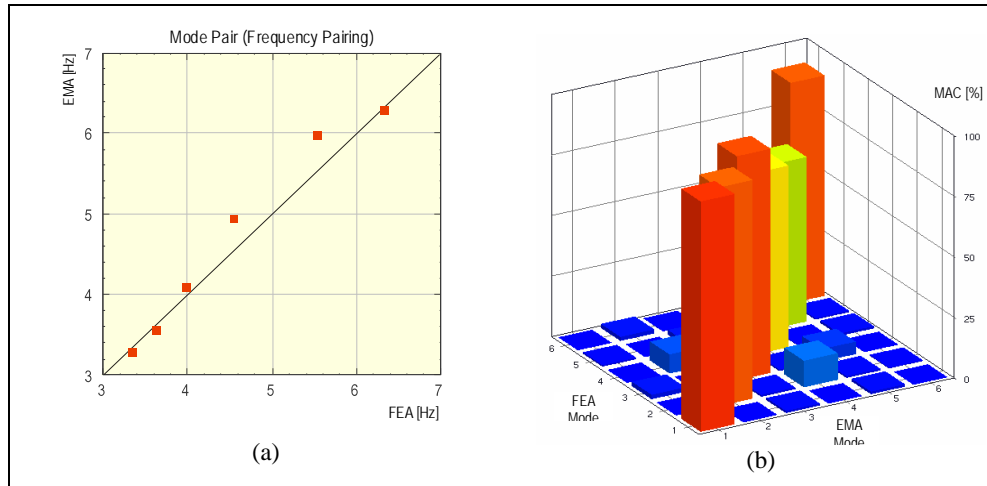 Mode Pair (Frequency Pairing)
EMA [Hz]
7
6
5
4
3
3 4 5 6 7
FEA [Hz]
(a)
MAC [%]
100
75
50
25
0
6
5
4
3
2
1
FEA
Mode
1
2
3
4
5
6
EMA
Mode
(b)